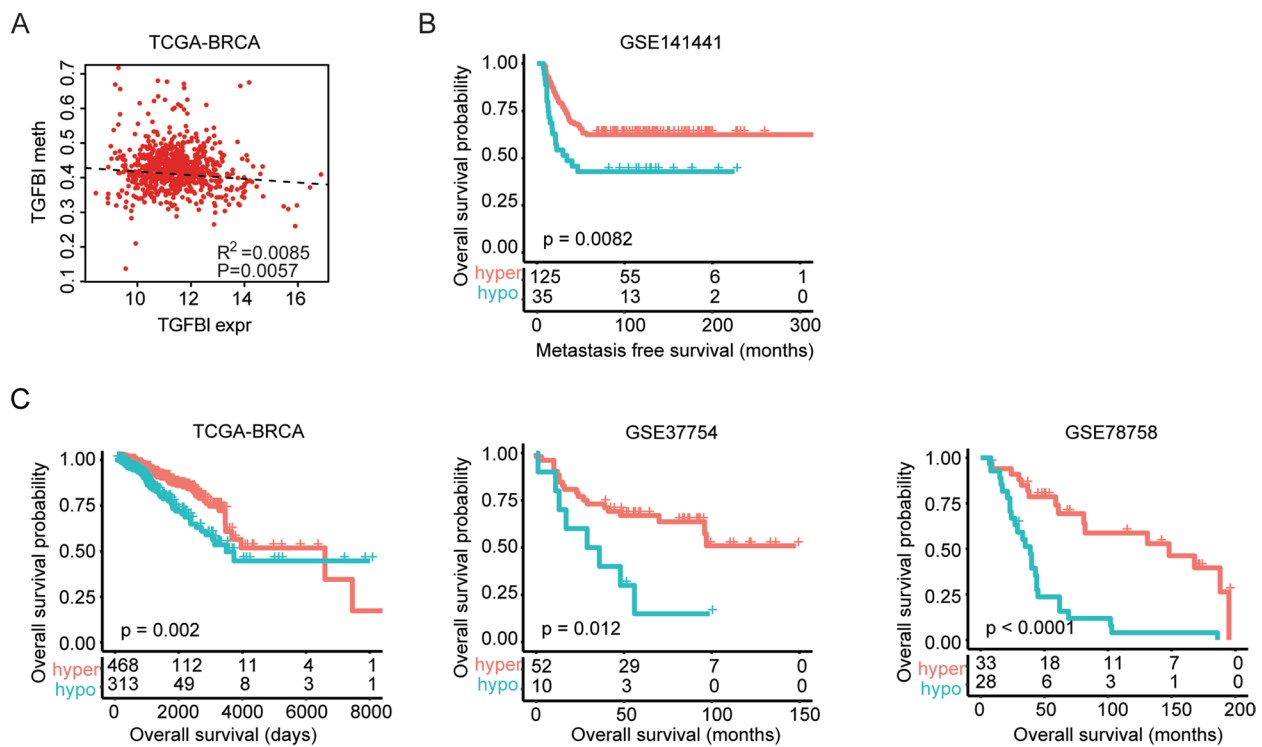 A
TCGA-BRCA
TGFBI meth
0.7
0.6
0.5
0.4
0.3
0.2
0.1
R2 =0.0085
P=0.0057
10 12 14 16
TGFBI expr
B
GSE141441
Overall survival probability
1.00
0.75
0.50
0.25
0.00
p = 0.0082
hyper 125 55 6 1
hypo 35 13 2 0
0 100 200 300
Metastasis free survival (months)
C
TCGA-BRCA
Overall survival probability
1.00
0.75
0.50
0.25
0.00
p = 0.002
hyper 468 112 11 4 1
hypo 313 49 8 3 1
0 2000 4000 6000 8000
Overall survival (days)
GSE37754
Overall survival probability
1.00
0.75
0.50
0.25
0.00
p = 0.012
hyper 52 29 7 0
hypo 10 3 0 0
0 50 100 150
Overall survival (months)
GSE78758
Overall survival probability
1.00
0.75
0.50
0.25
0.00
p < 0.0001
hyper 33 18 11 7 0
hypo 28 6 3 1 0
0 50 100 150 200
Overall survival (months)